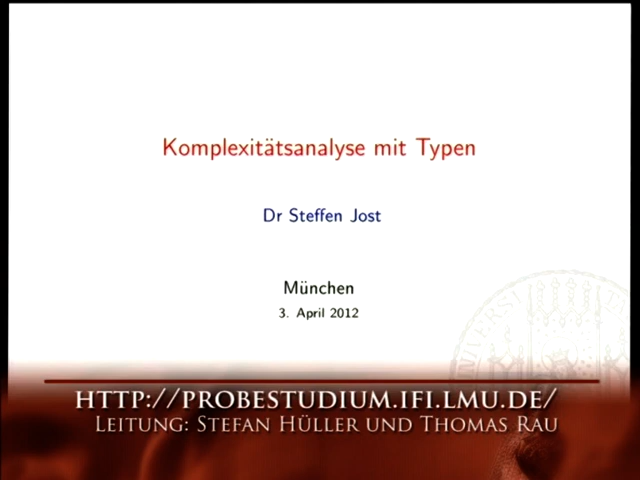 Komplexitätsanalyse mit Typen
Dr Steffen Jost
München
3. April 2012
HTTP://PROBESTUDIUM.IFI.LMU.DE/
LEITUNG: STEFAN HÜLLER UND THOMAS RAU